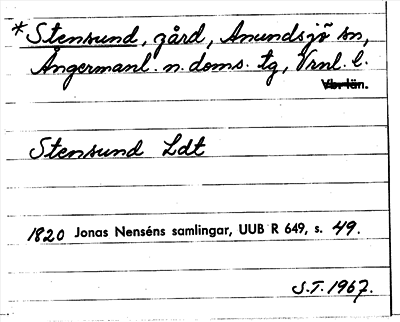 *Stensund, gård, Anundsjö sn,
Ångermanl. n. doms. tg, Vrnl. l.
Vbr län.
Stensund Ldt
1820 Jonas Nenséns samlingar, UUB R 649, s. 49.
S.T. 1967.